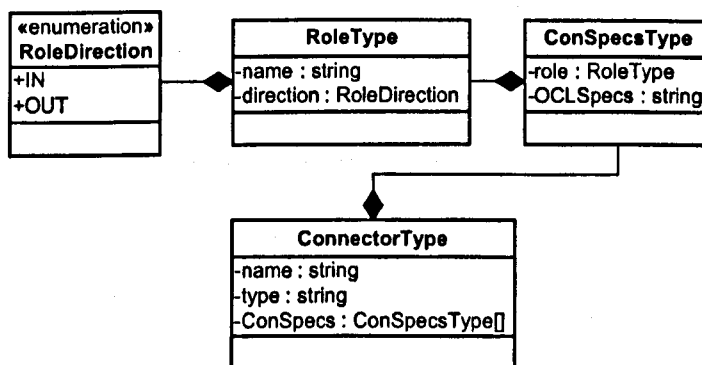 «enumeration»
RoleDirection
+IN
+OUT
RoleType
-name : string
-direction : RoleDirection
ConSpecsType
-role : RoleType
-OCLSpecs : string
ConnectorType
-name : string
-type : string
-ConSpecs : ConSpecsType[]